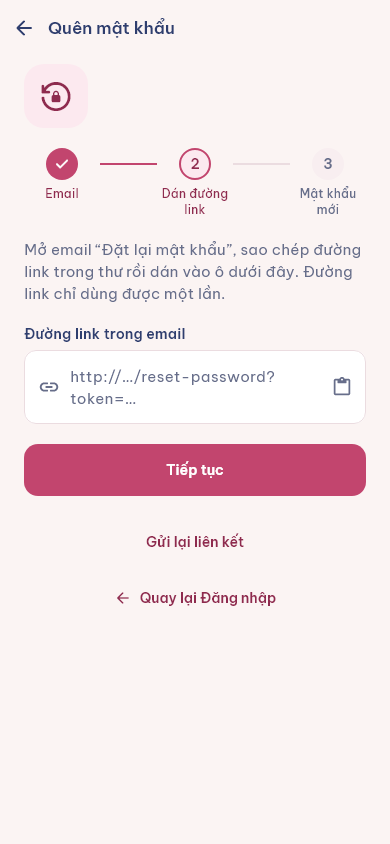 Quên mật khẩu
2
3
Email
Dán đường
link
Mật khẩu
mới
Mở email “Đặt lại mật khẩu”, sao chép đường
link trong thư rồi dán vào ô dưới đây. Đường
link chỉ dùng được một lần.
Đường link trong email
http://…/reset-password?
token=…
Tiếp tục
Gửi lại liên kết
Quay lại Đăng nhập